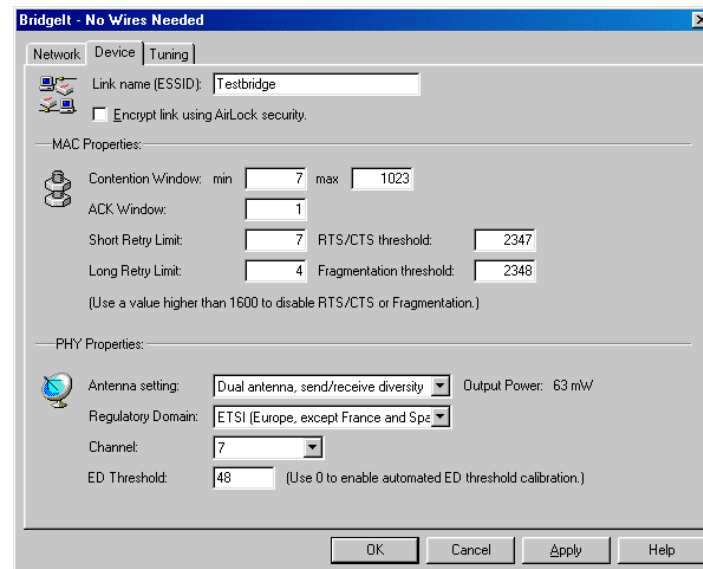 BridgeIt - No Wires Needed
Network Device Tuning
Link name (ESSID): Testbridge
Encrypt link using AirLock security.
MAC Properties:
Contention Window: min 7 max 1023
ACK Window: 1
Short Retry Limit: 7 RTS/CTS threshold: 2347
Long Retry Limit: 4 Fragmentation threshold: 2348
(Use a value higher than 1600 to disable RTS/CTS or Fragmentation.)
PHY Properties:
Antenna setting: Dual antenna, send/receive diversity Output Power: 63 mW
Regulatory Domain: ETSI (Europe, except France and Spa
Channel: 7
ED Threshold: 48 (Use 0 to enable automated ED threshold calibration.)
OK Cancel Apply Help